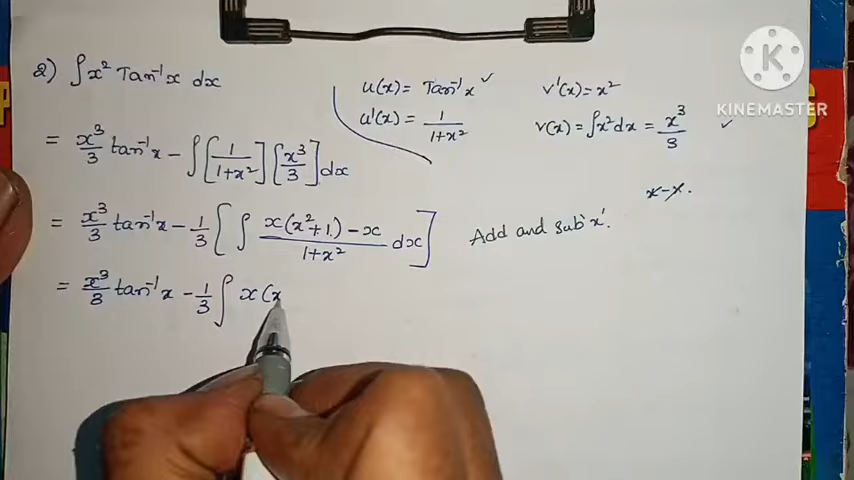 2) ∫x² Tan⁻¹x dx
u(x) = Tan⁻¹x ✓ v'(x) = x²
u'(x) = 1/(1+x²) v(x) = ∫x² dx = x³/3 ✓
= x³/3 tan⁻¹x - ∫[1/(1+x²)] [x³/3] dx
x - x.
= x³/3 tan⁻¹x - 1/3 [∫ (x(x²+1) - x)/(1+x²) dx] Add and sub 'x'.
= x³/3 tan⁻¹x - 1/3 ∫ x(x
K
KINEMASTER